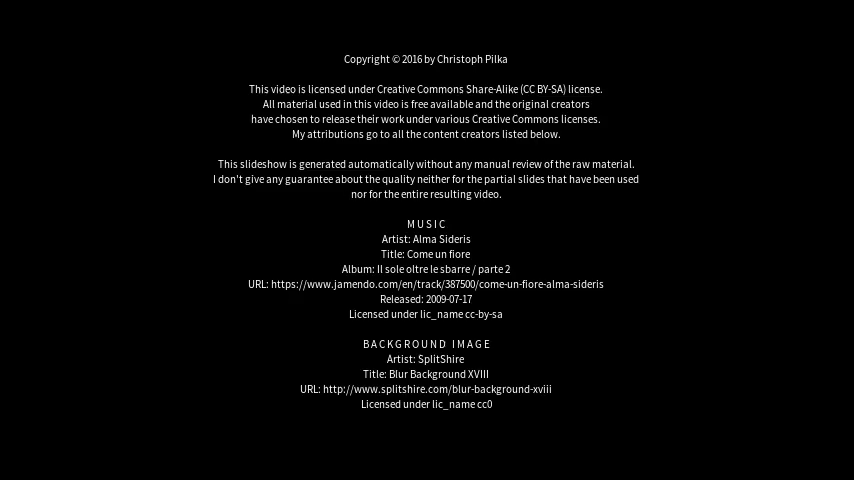 Copyright © 2016 by Christoph Pilka
This video is licensed under Creative Commons Share-Alike (CC BY-SA) license.
All material used in this video is free available and the original creators
have chosen to release their work under various Creative Commons licenses.
My attributions go to all the content creators listed below.
This slideshow is generated automatically without any manual review of the raw material.
I don't give any guarantee about the quality neither for the partial slides that have been used
nor for the entire resulting video.
MUSIC
Artist: Alma Sideris
Title: Come un fiore
Album: Il sole oltre le sbarre / parte 2
URL: https://www.jamendo.com/en/track/387500/come-un-fiore-alma-sideris
Released: 2009-07-17
Licensed under lic_name cc-by-sa
BACKGROUND IMAGE
Artist: SplitShire
Title: Blur Background XVIII
URL: http://www.splitshire.com/blur-background-xviii
Licensed under lic_name cc0